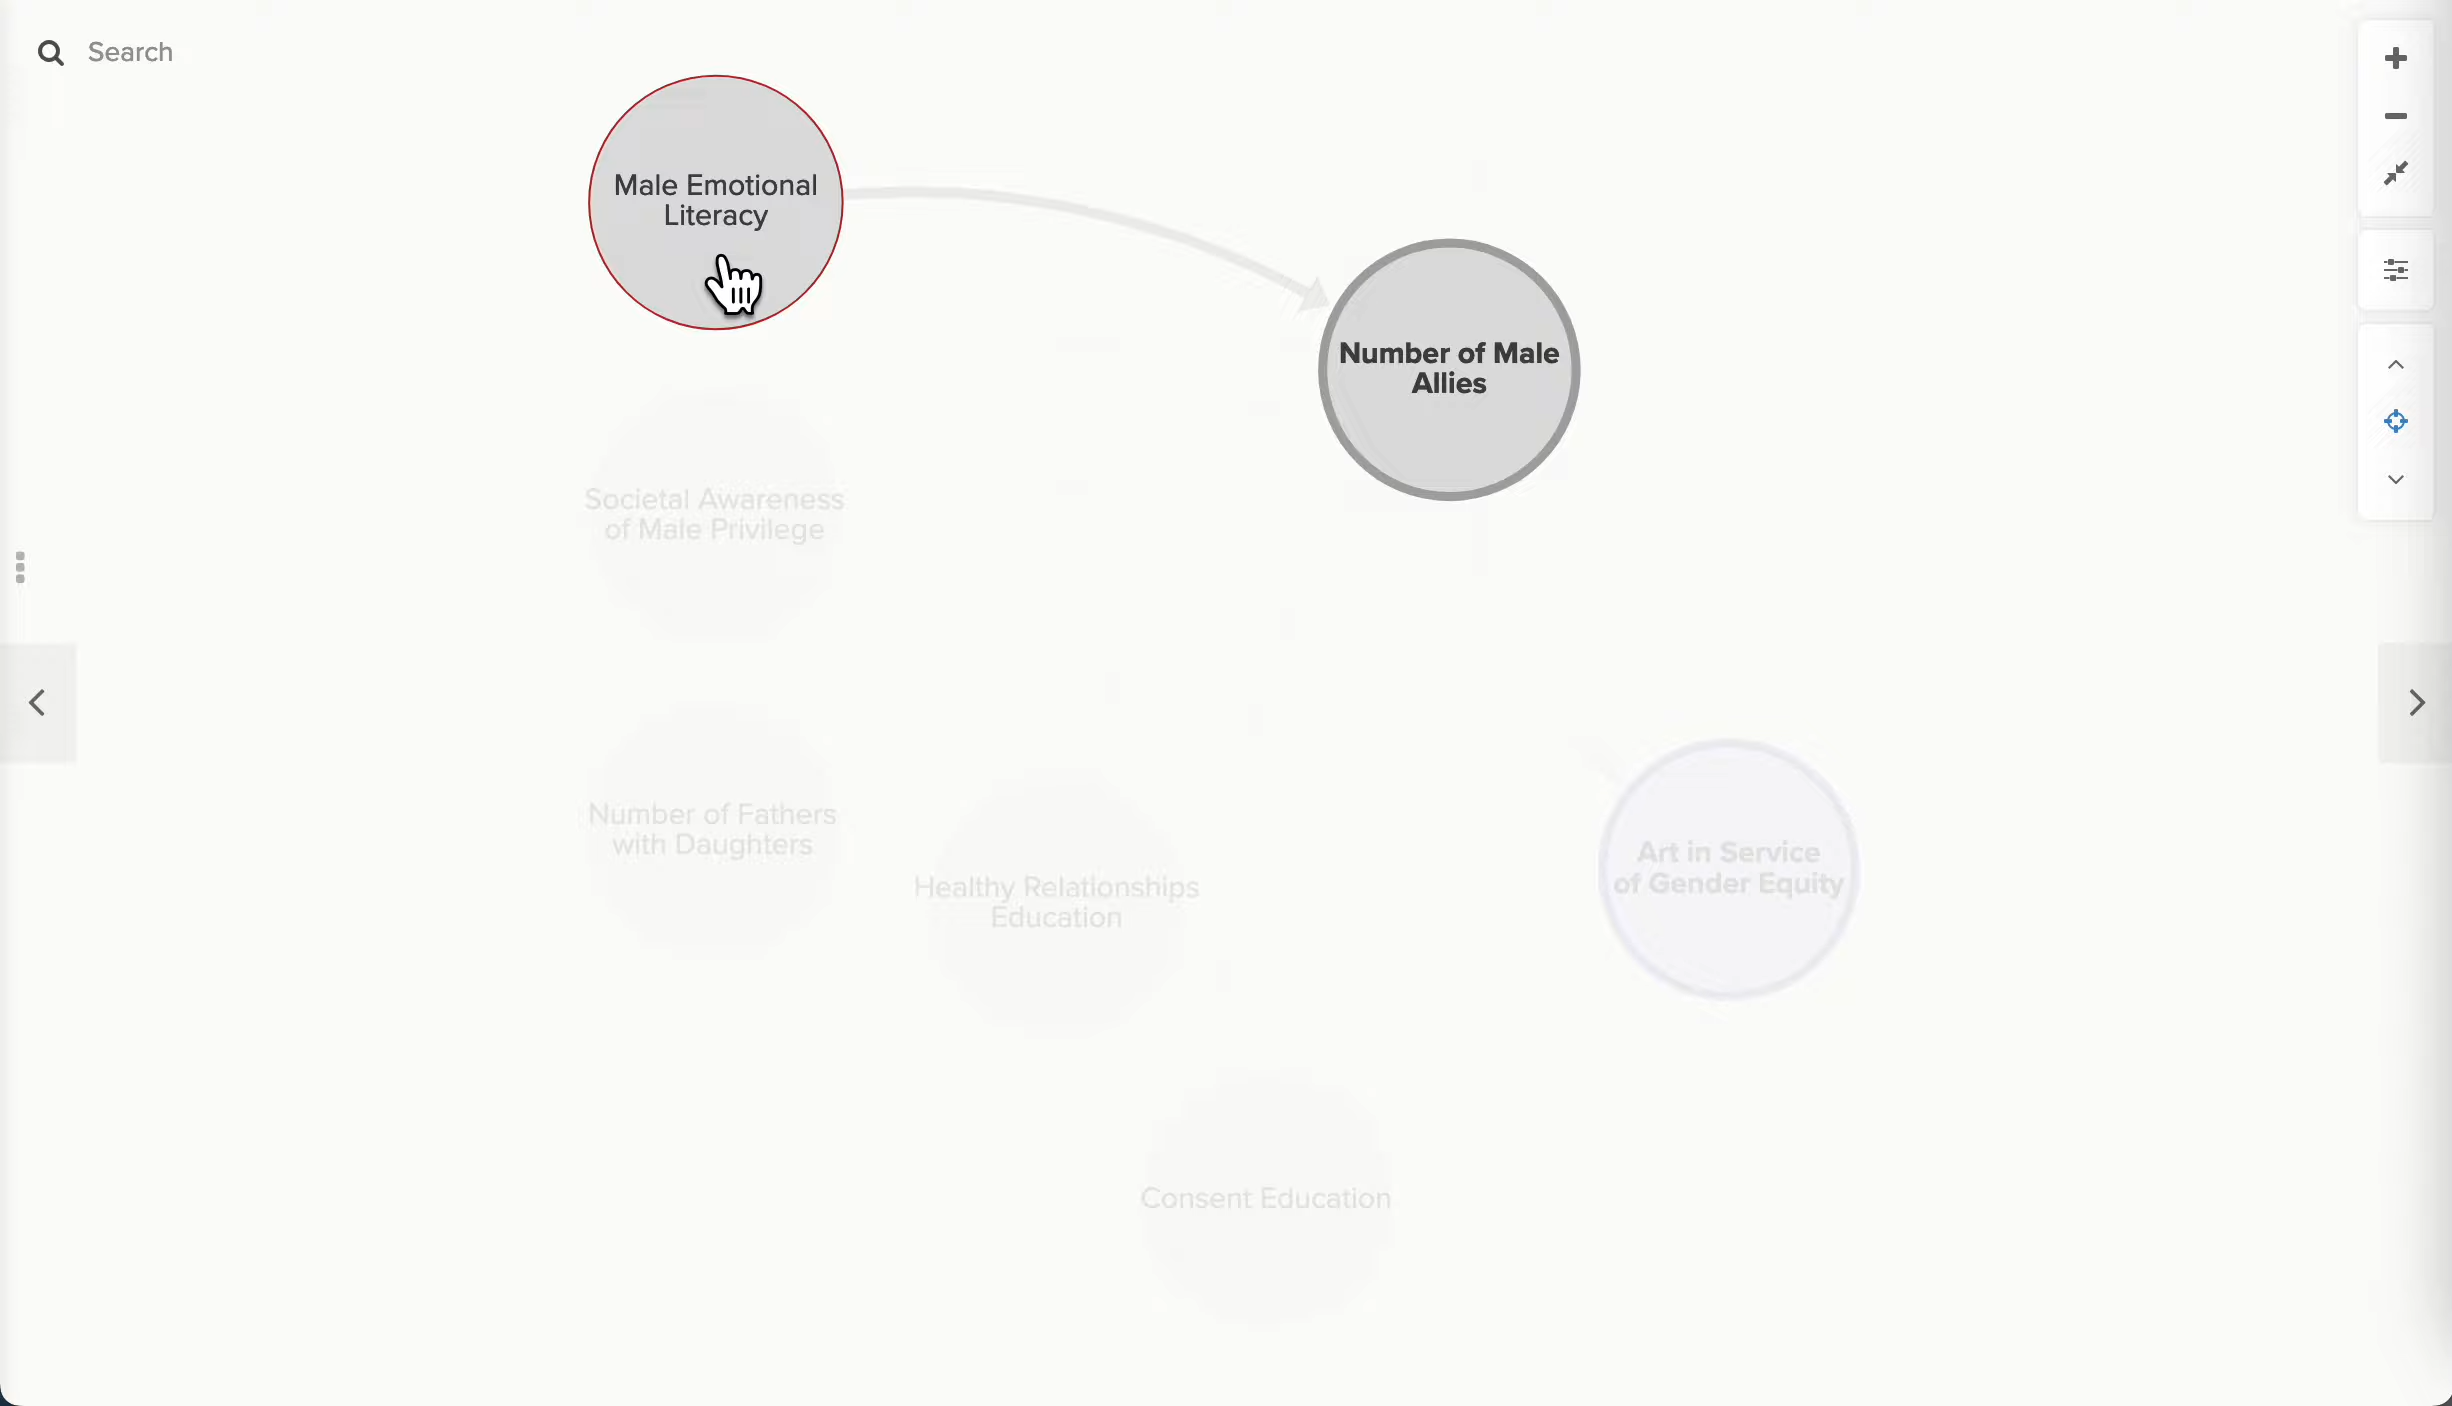 Search
Male Emotional
Literacy
Number of Male
Allies
Societal Awareness
of Male Privilege
Number of Fathers
with Daughters
Healthy Relationships
Education
Art in Service
of Gender Equity
Consent Education